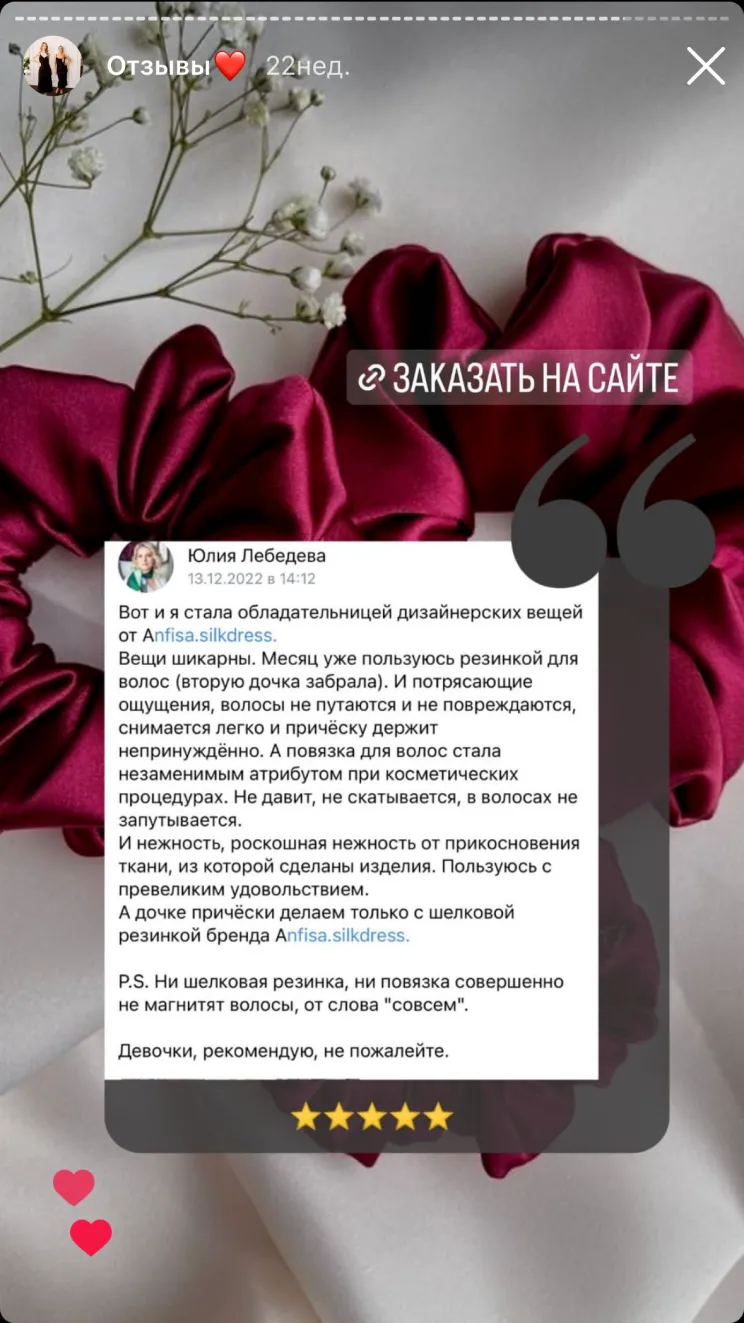 Отзывы❤️ 22нед.
ЗАКАЗАТЬ НА САЙТЕ
Юлия Лебедева
13.12.2022 в 14:12
Вот и я стала обладательницей дизайнерских вещей
от Anfisa.silkdress.
Вещи шикарны. Месяц уже пользуюсь резинкой для
волос (вторую дочка забрала). И потрясающие
ощущения, волосы не путаются и не повреждаются,
снимается легко и причёску держит
непринуждённо. А повязка для волос стала
незаменимым атрибутом при косметических
процедурах. Не давит, не скатывается, в волосах не
запутывается.
И нежность, роскошная нежность от прикосновения
ткани, из которой сделаны изделия. Пользуюсь с
превеликим удовольствием.
А дочке причёски делаем только с шелковой
резинкой бренда Anfisa.silkdress.
P.S. Ни шелковая резинка, ни повязка совершенно
не магнитят волосы, от слова "совсем".
Девочки, рекомендую, не пожалейте.